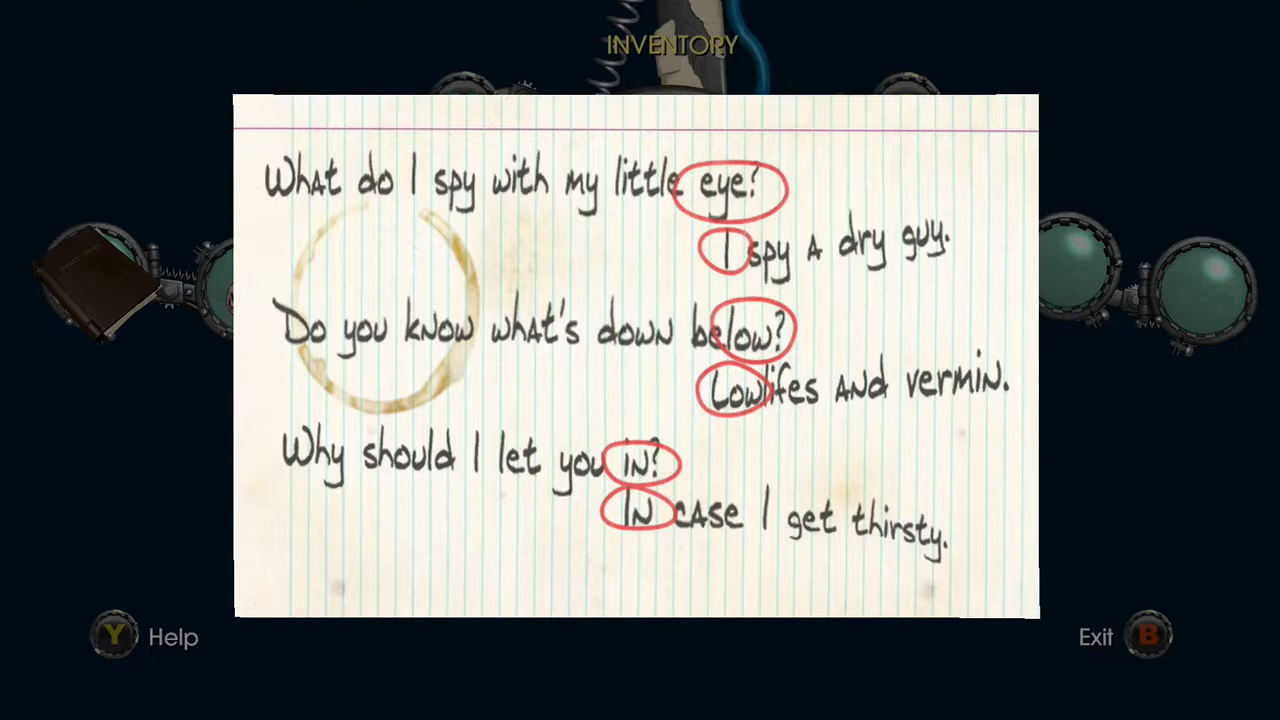 INVENTORY
What do I spy with my little eye?
I spy a dry guy.
Do you know what's down below?
Lowlifes and vermin.
Why should I let you in?
In case I get thirsty.
Y Help
Exit B